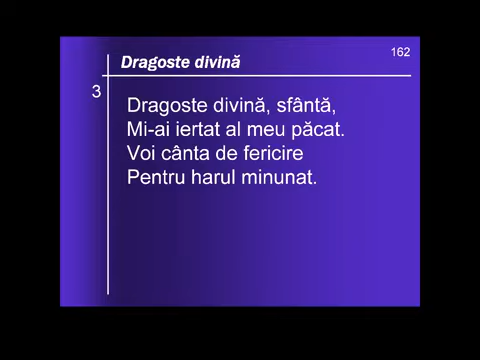 162
Dragoste divină
3
Dragoste divină, sfântă,
Mi-ai iertat al meu păcat.
Voi cânta de fericire
Pentru harul minunat.